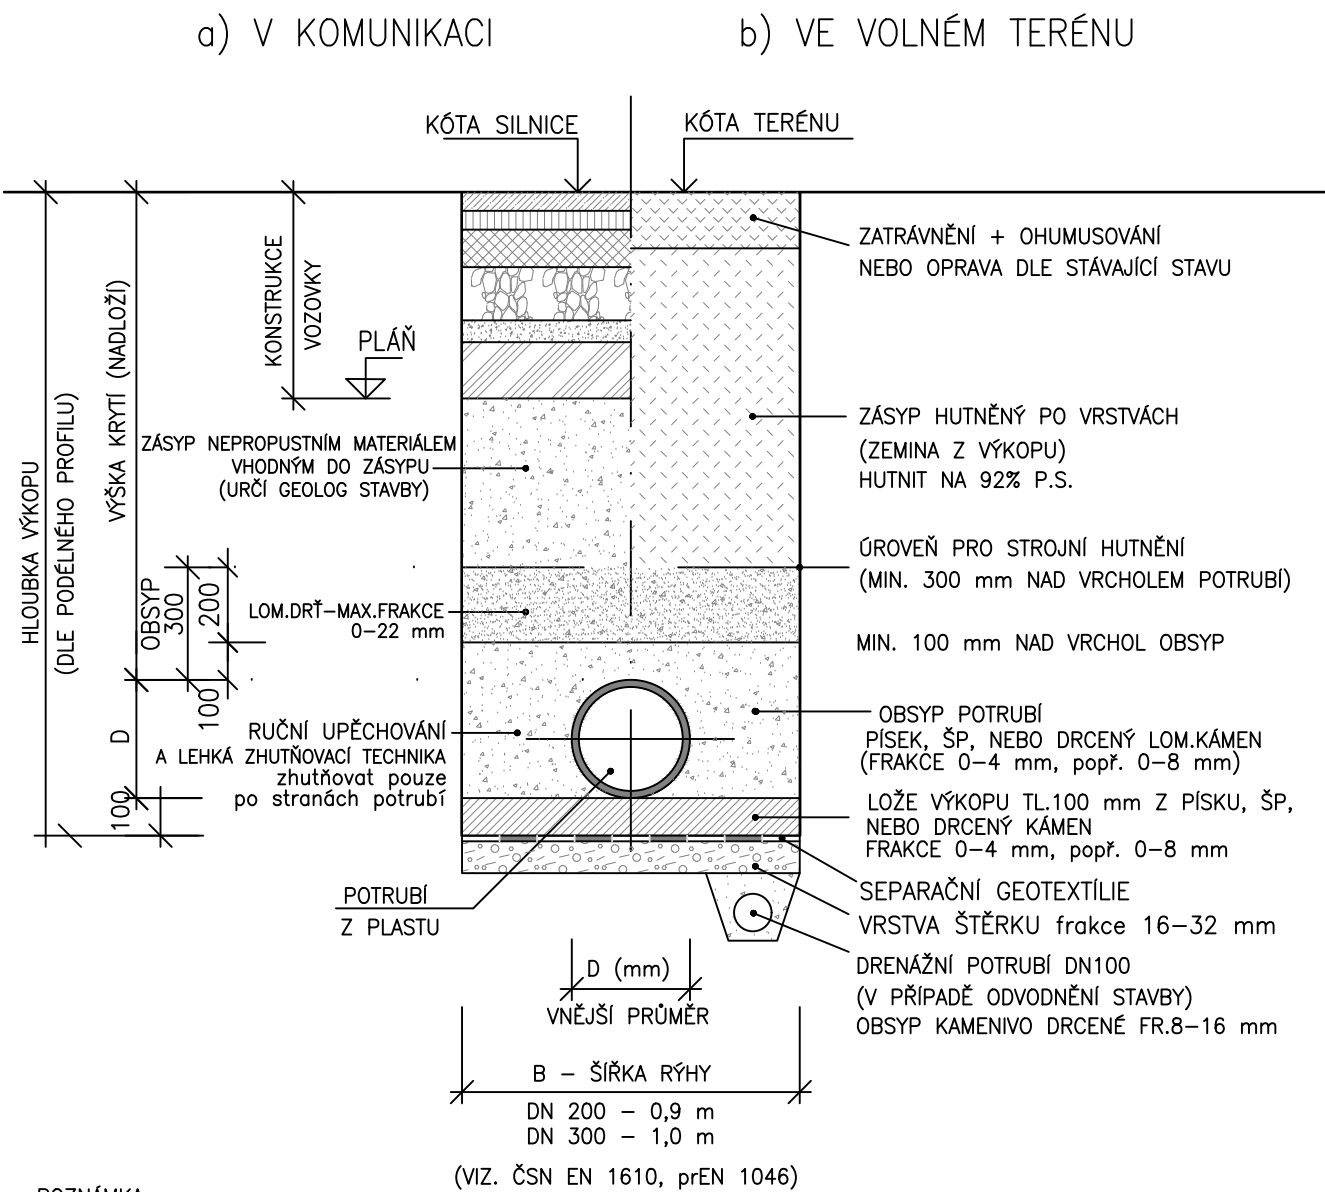 a) V KOMUNIKACI
b) VE VOLNÉM TERÉNU
KÓTA SILNICE
KÓTA TERÉNU
HLOUBKA VÝKOPU
(DLE PODÉLNÉHO PROFILU)
VÝŠKA KRYTÍ (NADLOŽÍ)
KONSTRUKCE
VOZOVKY
PLÁŇ
ZÁSYP NEPROPUSTNÍM MATERIÁLEM
VHODNÝM DO ZÁSYPU
(URČÍ GEOLOG STAVBY)
OBSYP
300
200
100
D
100
LOM.DRŤ-MAX.FRAKCE
0-22 mm
RUČNÍ UPĚCHOVÁNÍ
A LEHKÁ ZHUTŇOVACÍ TECHNIKA
zhutňovat pouze
po stranách potrubí
POTRUBÍ
Z PLASTU
ZATRÁVNĚNÍ + OHUMUSOVÁNÍ
NEBO OPRAVA DLE STÁVAJÍCÍ STAVU
ZÁSYP HUTNĚNÝ PO VRSTVÁCH
(ZEMINA Z VÝKOPU)
HUTNIT NA 92% P.S.
ÚROVEŇ PRO STROJNÍ HUTNĚNÍ
(MIN. 300 mm NAD VRCHOLEM POTRUBÍ)
MIN. 100 mm NAD VRCHOL OBSYP
OBSYP POTRUBÍ
PÍSEK, ŠP, NEBO DRCENÝ LOM.KÁMEN
(FRAKCE 0-4 mm, popř. 0-8 mm)
LOŽE VÝKOPU TL.100 mm Z PÍSKU, ŠP,
NEBO DRCENÝ KÁMEN
FRAKCE 0-4 mm, popř. 0-8 mm
SEPARAČNÍ GEOTEXTÍLIE
VRSTVA ŠTĚRKU frakce 16-32 mm
DRENÁŽNÍ POTRUBÍ DN100
(V PŘÍPADĚ ODVODNĚNÍ STAVBY)
OBSYP KAMENIVO DRCENÉ FR.8-16 mm
D (mm)
VNĚJŠÍ PRŮMĚR
B - ŠÍŘKA RÝHY
DN 200 - 0,9 m
DN 300 - 1,0 m
(VIZ. ČSN EN 1610, prEN 1046)
POZNÁMKA